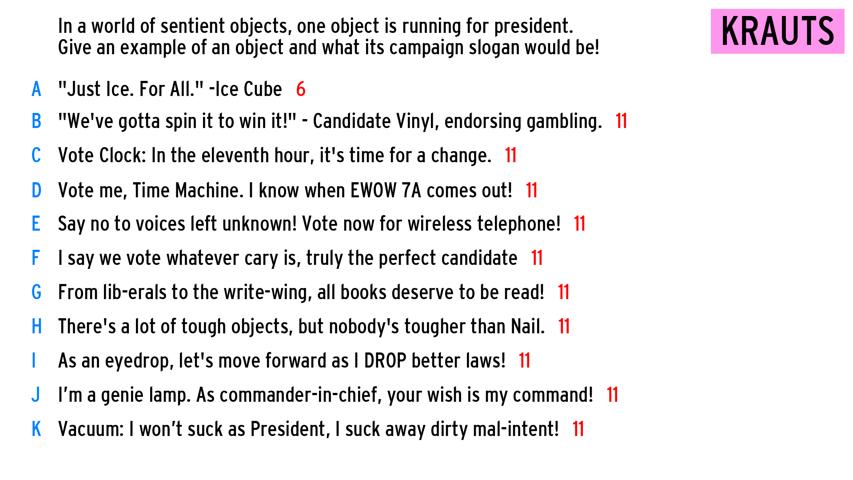 In a world of sentient objects, one object is running for president.
Give an example of an object and what its campaign slogan would be!
KRAUTS
A "Just Ice. For All." -Ice Cube 6
B "We've gotta spin it to win it!" - Candidate Vinyl, endorsing gambling. 11
C Vote Clock: In the eleventh hour, it's time for a change. 11
D Vote me, Time Machine. I know when EWOW 7A comes out! 11
E Say no to voices left unknown! Vote now for wireless telephone! 11
F I say we vote whatever cary is, truly the perfect candidate 11
G From lib-erals to the write-wing, all books deserve to be read! 11
H There's a lot of tough objects, but nobody's tougher than Nail. 11
I As an eyedrop, let's move forward as I DROP better laws! 11
J I’m a genie lamp. As commander-in-chief, your wish is my command! 11
K Vacuum: I won’t suck as President, I suck away dirty mal-intent! 11